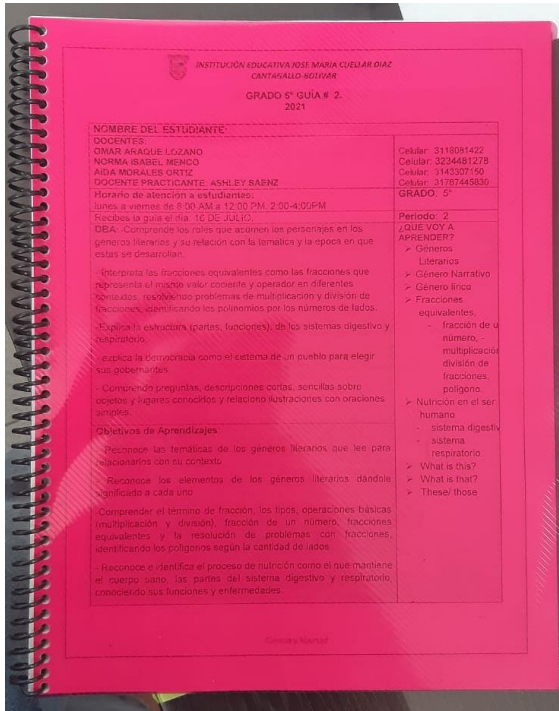 INSTITUCIÓN EDUCATIVA JOSE MARIA CUELLAR DIAZ
CANTAGALLO-BOLIVAR
GRADO 5° GUÍA # 2.
2021
NOMBRE DEL ESTUDIANTE:
DOCENTES:
OMAR ARAQUE LOZANO
NORMA ISABEL MENCO
AIDA MORALES ORTIZ
DOCENTE PRACTICANTE: ASHLEY SAENZ
Celular: 3118091422
Celular: 3234481278
Celular: 3143307150
Celular: 31787445830
Horario de atención a estudiantes:
lunes a viernes de 8:00 AM a 12:00 PM, 2:00-4:00PM
GRADO: 5°
Recibes la guía el día: 16 DE JULIO.
Periodo: 2
DBA: -Comprende los roles que asumen los personajes en los
géneros literarios y su relación con la temática y la época en que
estas se desarrollan.
- Interpreta las fracciones equivalentes como las fracciones que
representa el mismo valor cociente y operador en diferentes
contextos, resolviendo problemas de multiplicación y división de
fracciones, identificando los polinomios por los números de lados.
-Explica la estructura (partes, funciones), de los sistemas digestivo y
respiratorio.
- explica la democracia como el sistema de un pueblo para elegir
sus gobernantes
- Comprendo preguntas, descripciones cortas, sencillas sobre
objetos y lugares conocidos y relaciono ilustraciones con oraciones
simples.
Objetivos de Aprendizajes
- Reconoce las temáticas de los géneros literarios que lee para
relacionarlos con su contexto
- Reconoce los elementos de los géneros literarios dándole
significado a cada uno
-Comprender el término de fracción, los tipos, operaciones básicas
(multiplicación y división), fracción de un número, fracciones
equivalentes y la resolución de problemas con fracciones,
identificando los polígonos según la cantidad de lados
- Reconoce e identifica el proceso de nutrición como el que mantiene
el cuerpo sano, las partes del sistema digestivo y respiratorio,
conociendo sus funciones y enfermedades.
¿QUE VOY A
APRENDER?
➢ Géneros
Literarios
➢ Género Narrativo
➢ Género lírico
➢ Fracciones
equivalentes,
- fracción de u
número, -
multiplicación
división de
fracciones,
polígono.
➢ Nutrición en el ser
humano
- sistema digestiv
- sistema
respiratorio
➢ What is this?
➢ What is that?
➢ These/ those